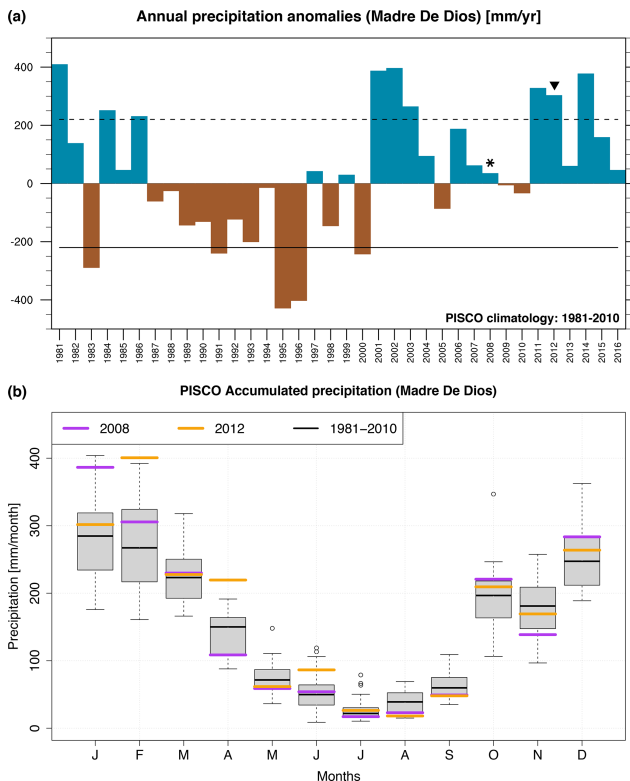 (a)
Annual precipitation anomalies (Madre De Dios) [mm/yr]
400
200
0
-200
-400
*
PISCO climatology: 1981-2010
1981 1982 1983 1984 1985 1986 1987 1988 1989 1990 1991 1992 1993 1994 1995 1996 1997 1998 1999 2000 2001 2002 2003 2004 2005 2006 2007 2008 2009 2010 2011 2012 2013 2014 2015 2016
(b)
PISCO Accumulated precipitation (Madre De Dios)
2008 2012 1981−2010
Precipitation [mm/month]
400
300
200
100
0
J F M A M J J A S O N D
Months